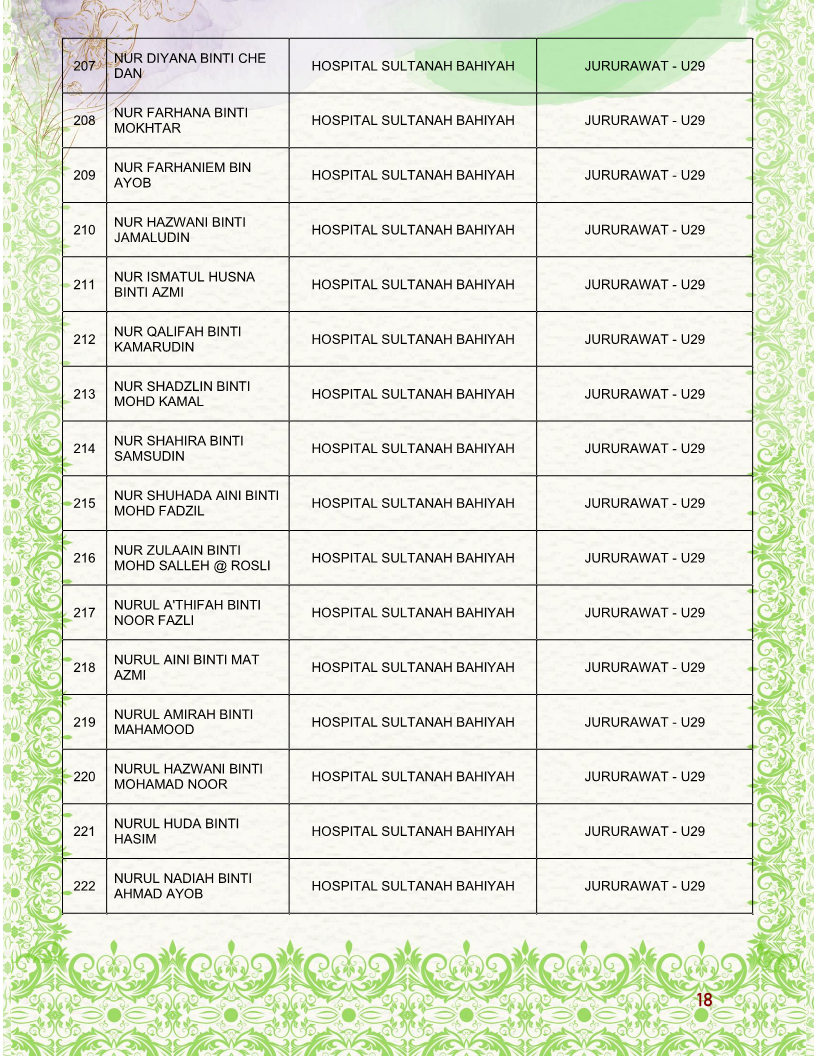 207 NUR DIYANA BINTI CHE DAN HOSPITAL SULTANAH BAHIYAH JURURAWAT - U29
208 NUR FARHANA BINTI MOKHTAR HOSPITAL SULTANAH BAHIYAH JURURAWAT - U29
209 NUR FARHANIEM BIN AYOB HOSPITAL SULTANAH BAHIYAH JURURAWAT - U29
210 NUR HAZWANI BINTI JAMALUDIN HOSPITAL SULTANAH BAHIYAH JURURAWAT - U29
211 NUR ISMATUL HUSNA BINTI AZMI HOSPITAL SULTANAH BAHIYAH JURURAWAT - U29
212 NUR QALIFAH BINTI KAMARUDIN HOSPITAL SULTANAH BAHIYAH JURURAWAT - U29
213 NUR SHADZLIN BINTI MOHD KAMAL HOSPITAL SULTANAH BAHIYAH JURURAWAT - U29
214 NUR SHAHIRA BINTI SAMSUDIN HOSPITAL SULTANAH BAHIYAH JURURAWAT - U29
215 NUR SHUHADA AINI BINTI MOHD FADZIL HOSPITAL SULTANAH BAHIYAH JURURAWAT - U29
216 NUR ZULAAIN BINTI MOHD SALLEH @ ROSLI HOSPITAL SULTANAH BAHIYAH JURURAWAT - U29
217 NURUL A'THIFAH BINTI NOOR FAZLI HOSPITAL SULTANAH BAHIYAH JURURAWAT - U29
218 NURUL AINI BINTI MAT AZMI HOSPITAL SULTANAH BAHIYAH JURURAWAT - U29
219 NURUL AMIRAH BINTI MAHAMOOD HOSPITAL SULTANAH BAHIYAH JURURAWAT - U29
220 NURUL HAZWANI BINTI MOHAMAD NOOR HOSPITAL SULTANAH BAHIYAH JURURAWAT - U29
221 NURUL HUDA BINTI HASIM HOSPITAL SULTANAH BAHIYAH JURURAWAT - U29
222 NURUL NADIAH BINTI AHMAD AYOB HOSPITAL SULTANAH BAHIYAH JURURAWAT - U29
18